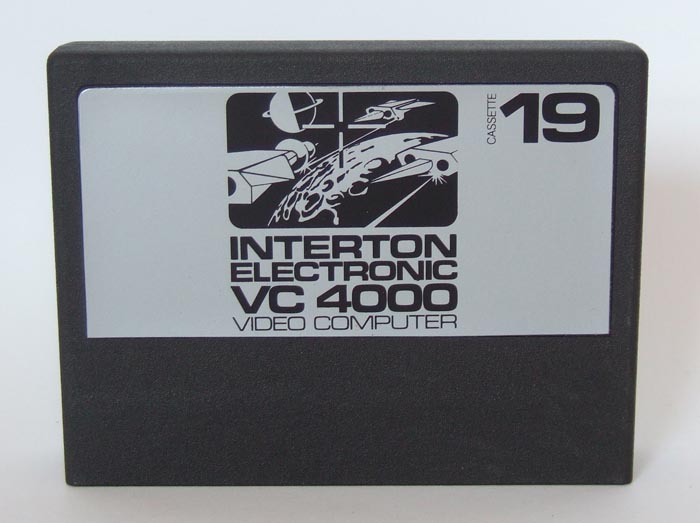 CASSETTE 19
INTERTON
ELECTRONIC
VC 4000
VIDEO COMPUTER